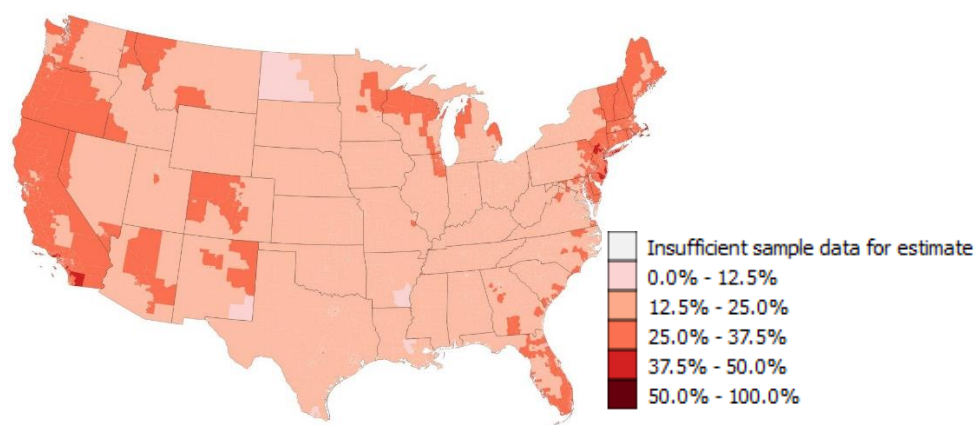 Insufficient sample data for estimate
0.0% - 12.5%
12.5% - 25.0%
25.0% - 37.5%
37.5% - 50.0%
50.0% - 100.0%